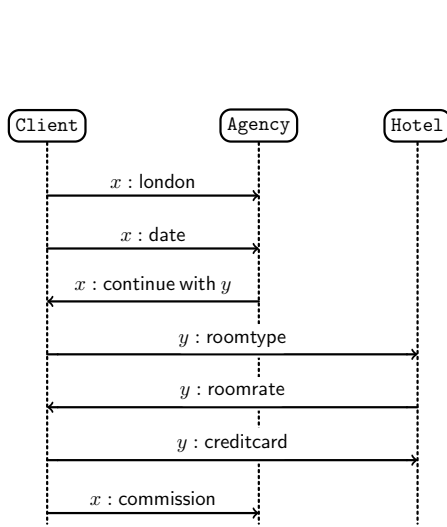 Client Agency Hotel
x : london
x : date
x : continue with y
y : roomtype
y : roomrate
y : creditcard
x : commission